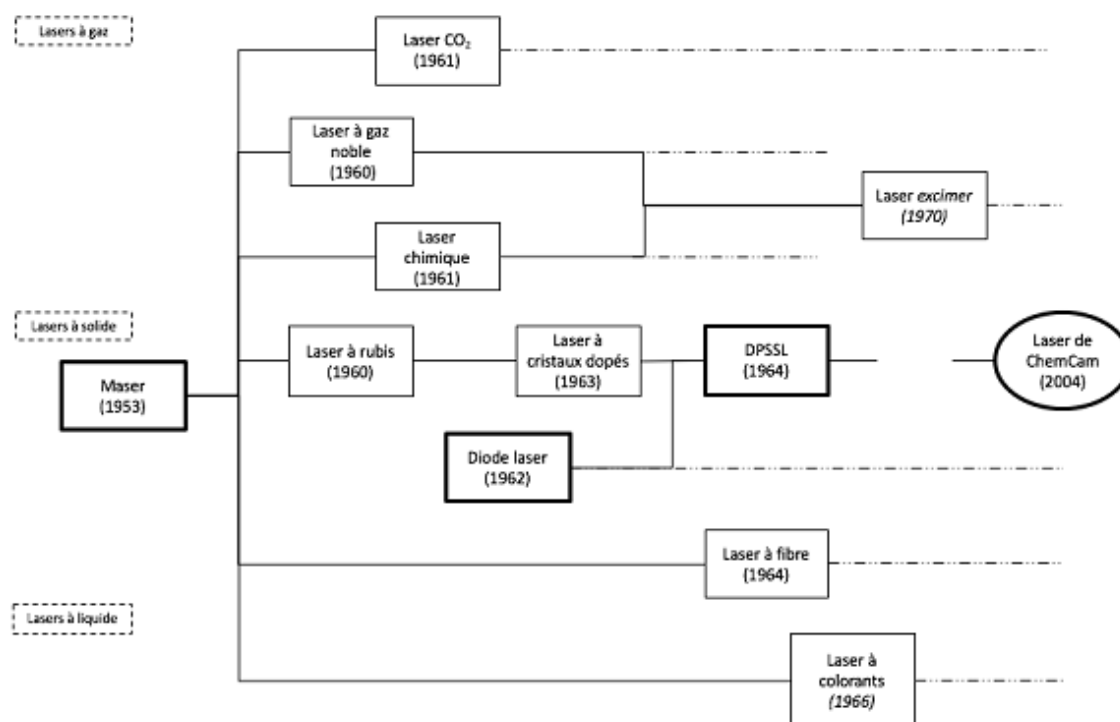 Lasers à gaz
Laser CO₂
(1961)
Laser à gaz
noble
(1960)
Laser excimer
(1970)
Laser
chimique
(1961)
Lasers à solide
Maser
(1953)
Laser à rubis
(1960)
Laser à
cristaux dopés
(1963)
DPSSL
(1964)
Laser de
ChemCam
(2004)
Diode laser
(1962)
Laser à fibre
(1964)
Lasers à liquide
Laser à
colorants
(1966)